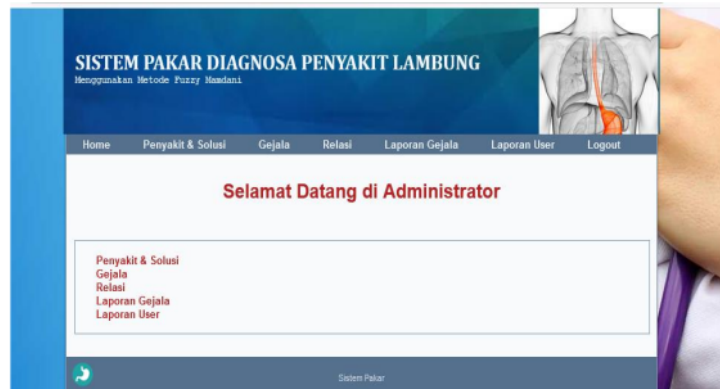 SISTEM PAKAR DIAGNOSA PENYAKIT LAMBUNG
Menggunakan Metode Fuzzy Mamdani
Home Penyakit & Solusi Gejala Relasi Laporan Gejala Laporan User Logout
Selamat Datang di Administrator
Penyakit & Solusi
Gejala
Relasi
Laporan Gejala
Laporan User
Sistem Pakar